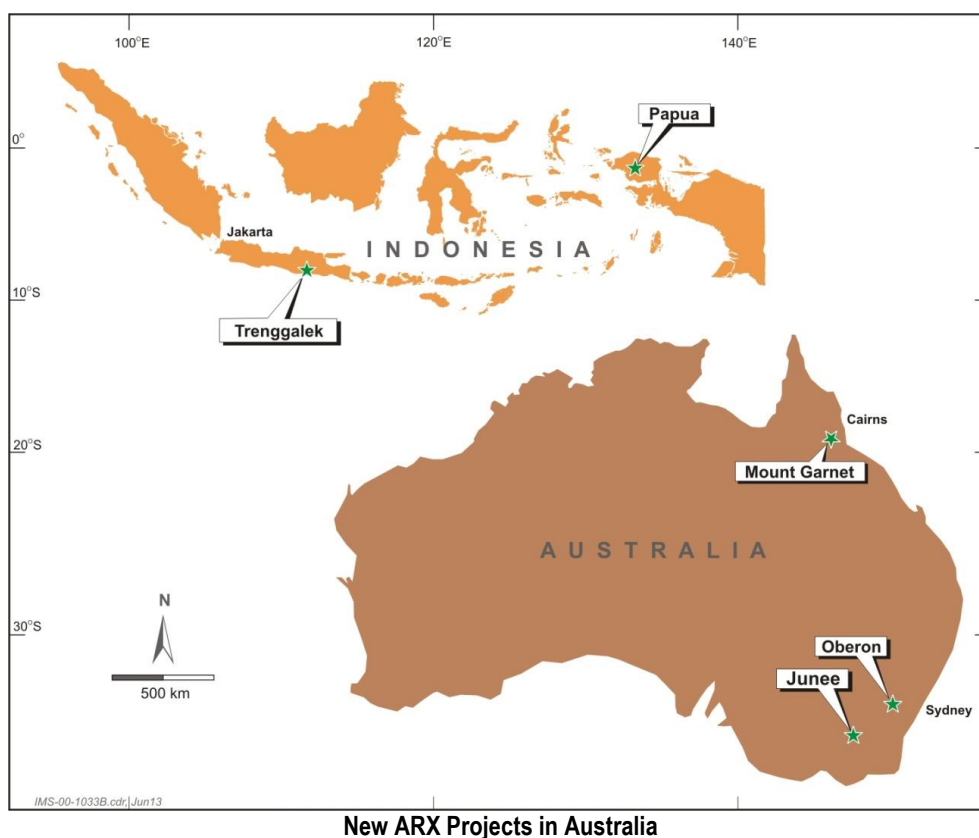 100°E
120°E
140°E
Papua
0°
Jakarta
INDONESIA
10°S
Trenggalek
Cairns
20°S
Mount Garnet
AUSTRALIA
N
30°S
Oberon
Junee
500 km
Sydney
IMS-00-1033B.cdr, Jun13
New ARX Projects in Australia